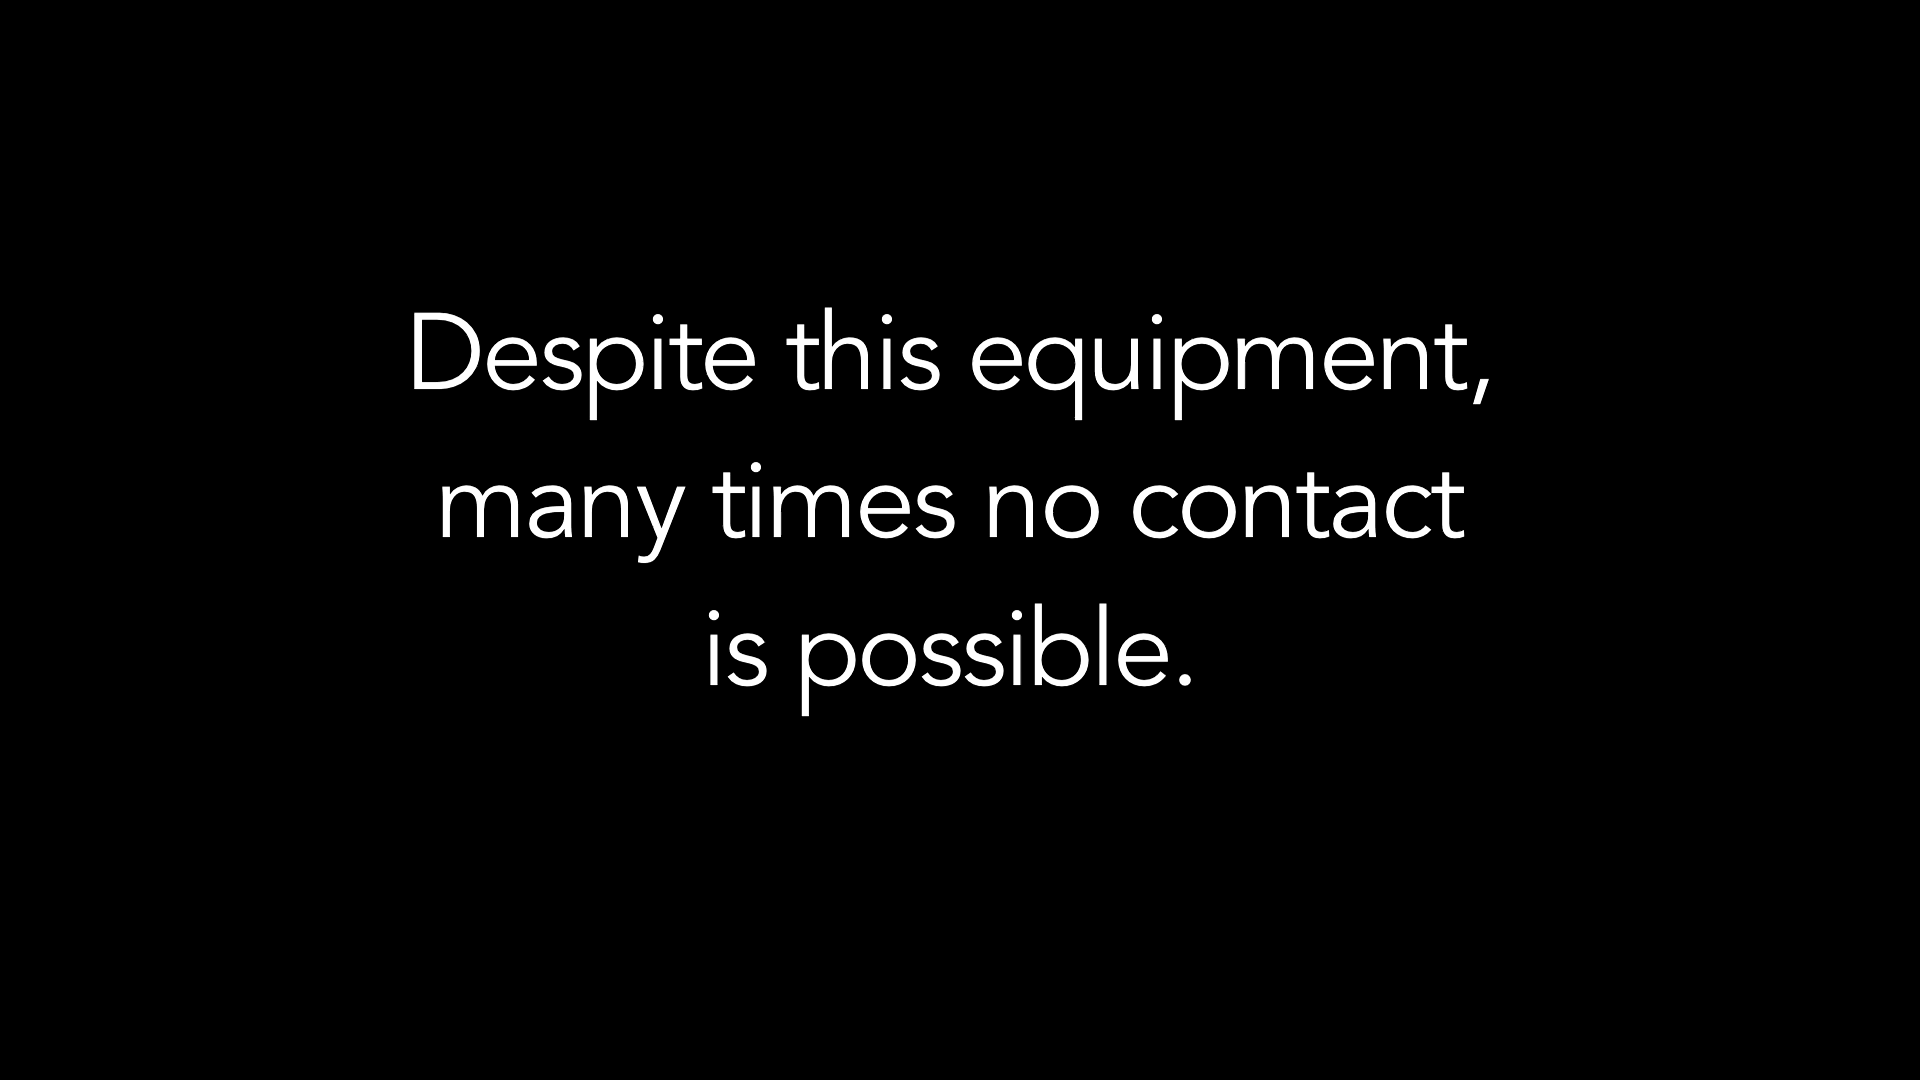 Despite this equipment,
many times no contact
is possible.